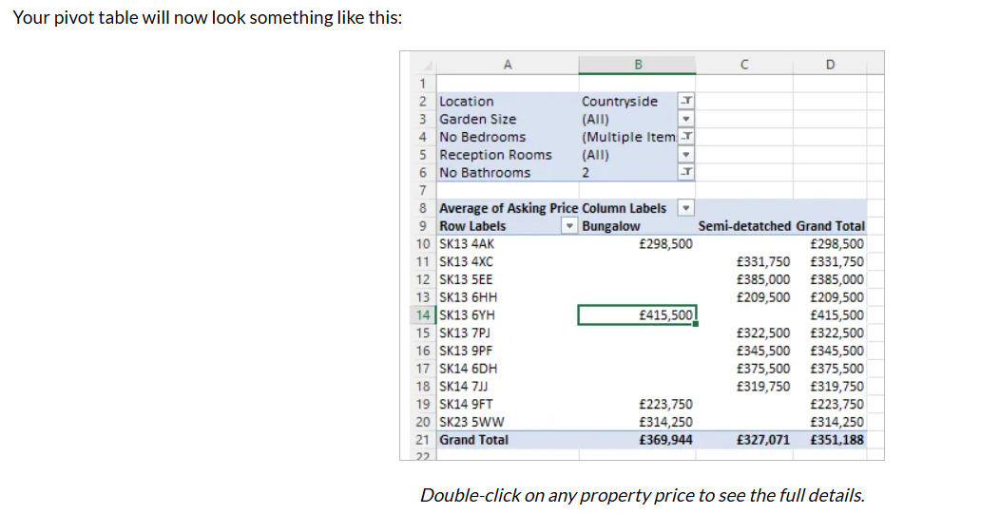 Your pivot table will now look something like this:
A B C D
1
2 Location Countryside
3 Garden Size (All)
4 No Bedrooms (Multiple Item
5 Reception Rooms (All)
6 No Bathrooms 2
7
8 Average of Asking Price Column Labels
9 Row Labels Bungalow Semi-detatched Grand Total
10 SK13 4AK £298,500 £298,500
11 SK13 4XC £331,750 £331,750
12 SK13 5EE £385,000 £385,000
13 SK13 6HH £209,500 £209,500
14 SK13 6YH £415,500 £415,500
15 SK13 7PJ £322,500 £322,500
16 SK13 9PF £345,500 £345,500
17 SK14 6DH £375,500 £375,500
18 SK14 7JJ £319,750 £319,750
19 SK14 9FT £223,750 £223,750
20 SK23 5WW £314,250 £314,250
21 Grand Total £369,944 £327,071 £351,188
22
Double-click on any property price to see the full details.